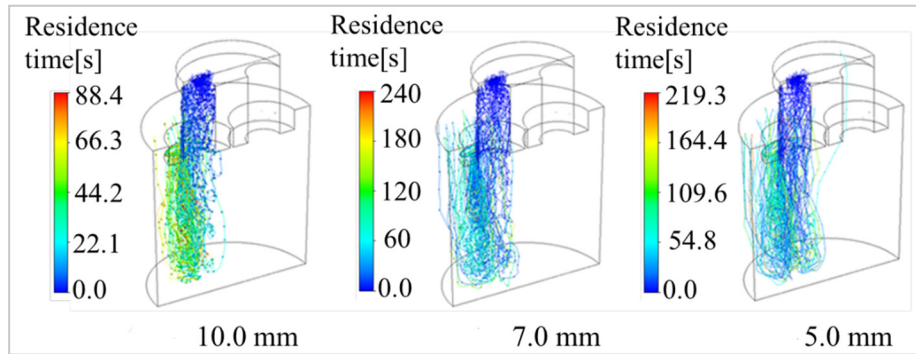 Residence
time[s]
88.4
66.3
44.2
22.1
0.0
10.0 mm
Residence
time[s]
240
180
120
60
0
7.0 mm
Residence
time[s]
219.3
164.4
109.6
54.8
0.0
5.0 mm